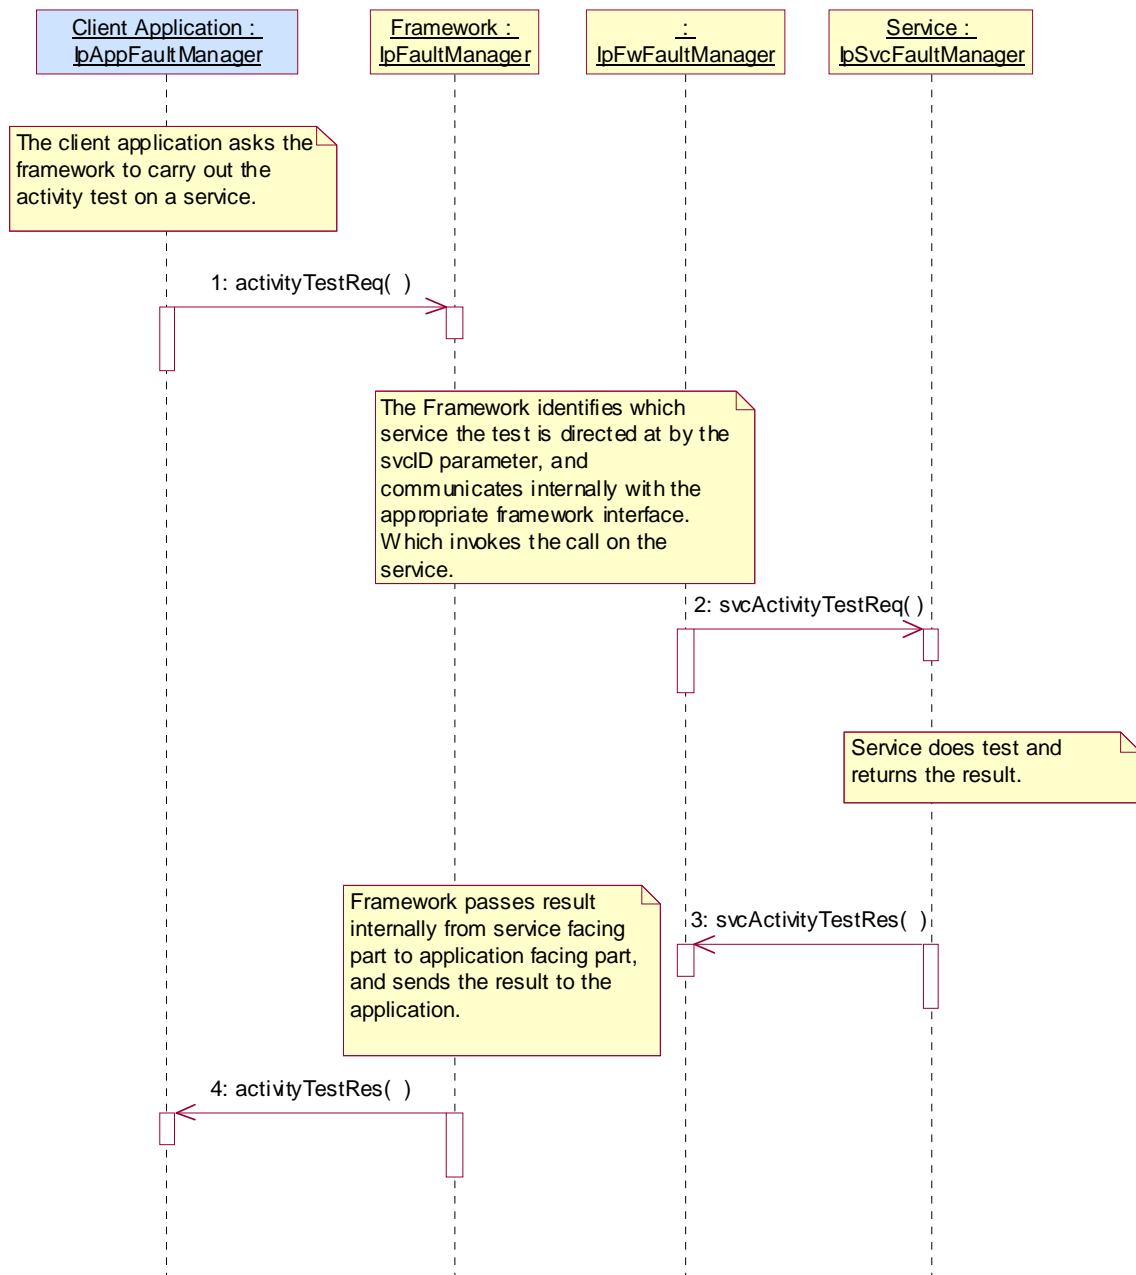 Client Application :
IpAppFaultManager
Framework :
IpFaultManager
:
IpFwFaultManager
Service :
IpSvcFaultManager
The client application asks the
framework to carry out the
activity test on a service.
1: activityTestReq( )
The Framework identifies which
service the test is directed at by the
svcID parameter, and
communicates internally with the
appropriate framework interface.
Which invokes the call on the
service.
2: svcActivityTestReq( )
Service does test and
returns the result.
Framework passes result
internally from service facing
part to application facing part,
and sends the result to the
application.
3: svcActivityTestRes( )
4: activityTestRes( )